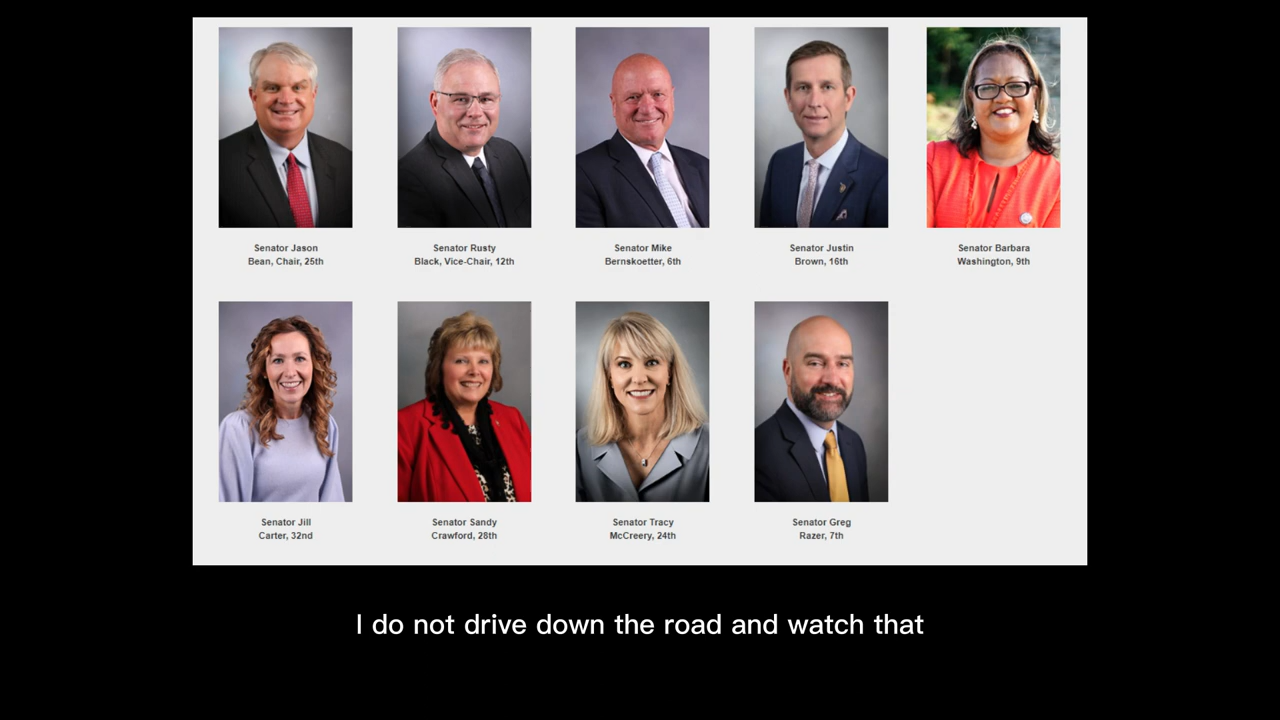 Senator Jason
Bean, Chair, 25th
Senator Rusty
Black, Vice-Chair, 12th
Senator Mike
Bernskoetter, 6th
Senator Justin
Brown, 16th
Senator Barbara
Washington, 9th
Senator Jill
Carter, 32nd
Senator Sandy
Crawford, 28th
Senator Tracy
McCreery, 24th
Senator Greg
Razer, 7th
I do not drive down the road and watch that